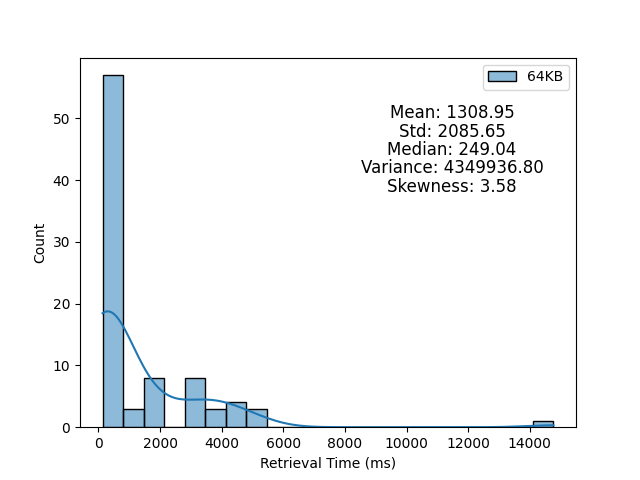 64KB
Mean: 1308.95
Std: 2085.65
Median: 249.04
Variance: 4349936.80
Skewness: 3.58
Count
50
40
30
20
10
0
0 2000 4000 6000 8000 10000 12000 14000
Retrieval Time (ms)